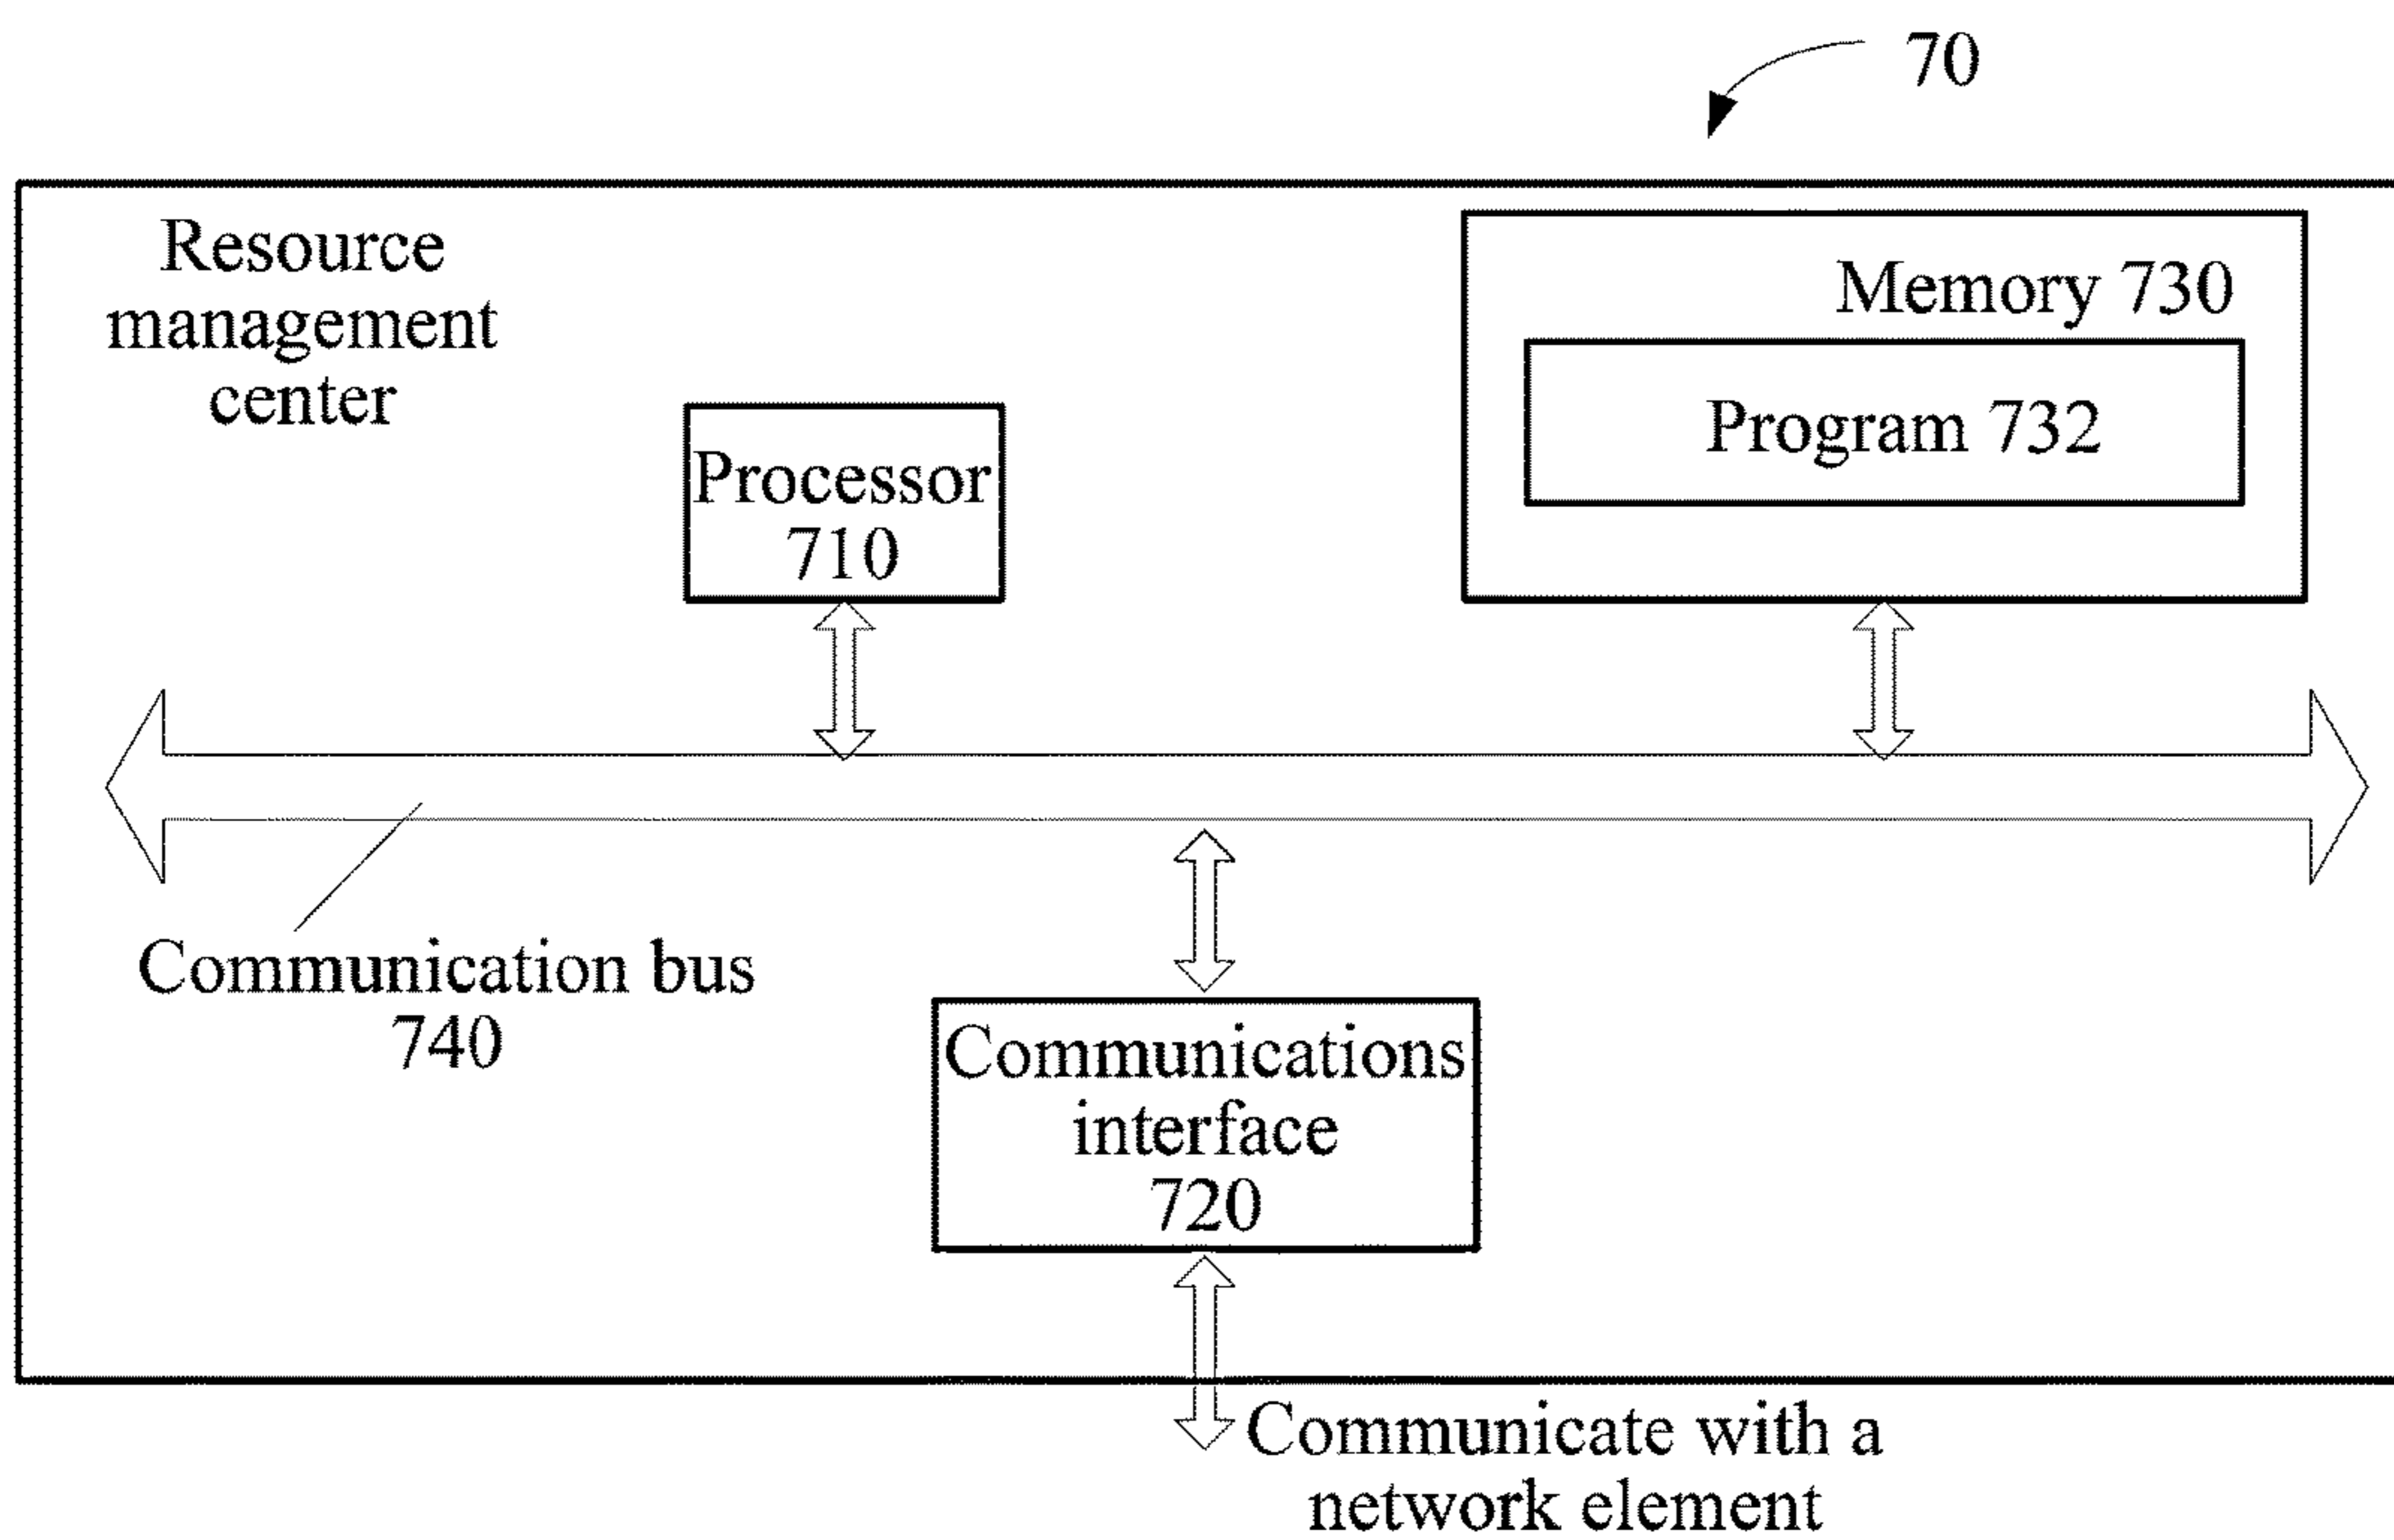 70
Resource
management
center
Memory 730
Program 732
Processor
710
Communication bus
740
Communications
interface
720
Communicate with a
network element